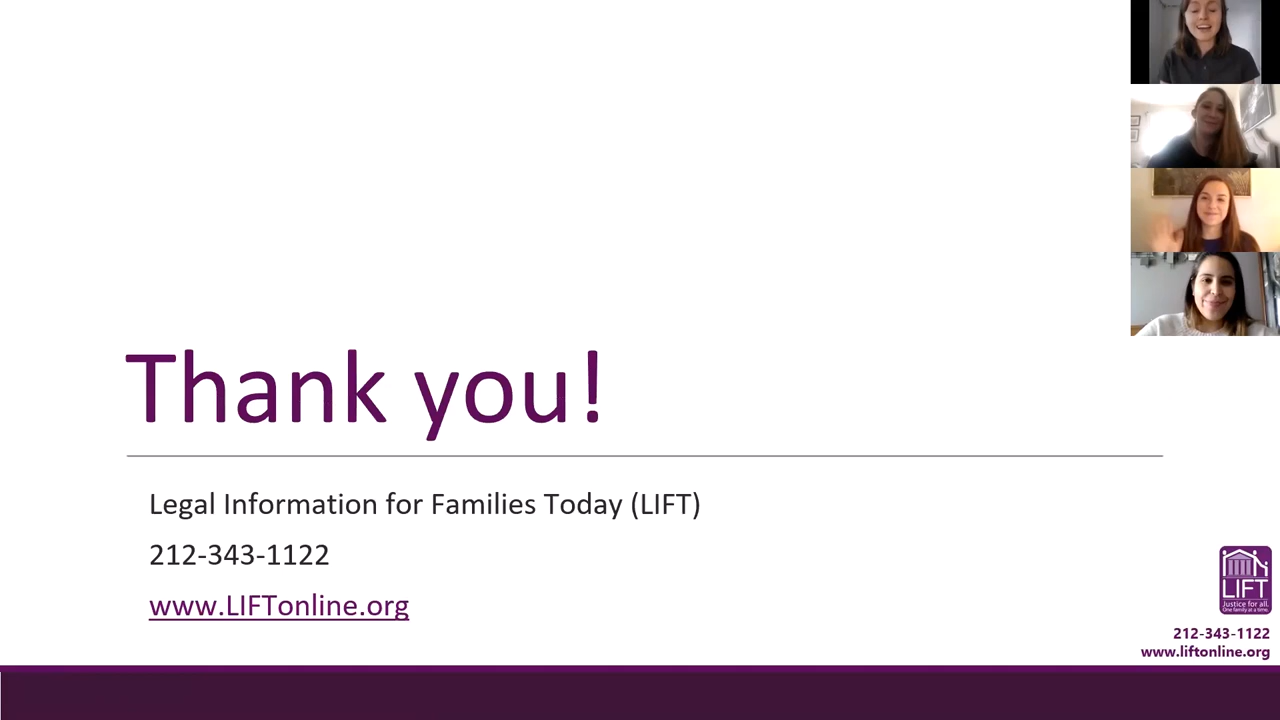 Thank you!
Legal Information for Families Today (LIFT)
212-343-1122
www.LIFTonline.org
LIFT
Justice for all.
One family at a time.
212-343-1122
www.liftonline.org